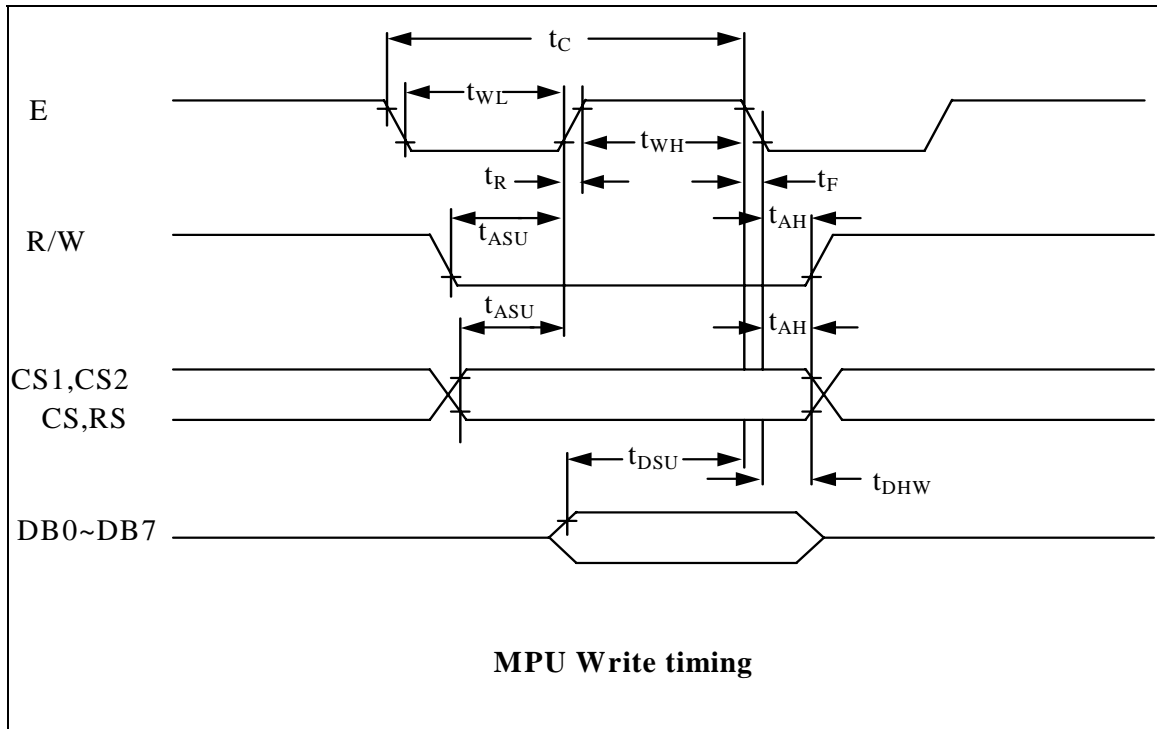 tC
E
tWL
tWH
tR
tF
R/W
tASU
tAH
tASU
tAH
CS1,CS2
CS,RS
tDSU
tDHW
DB0~DB7
MPU Write timing